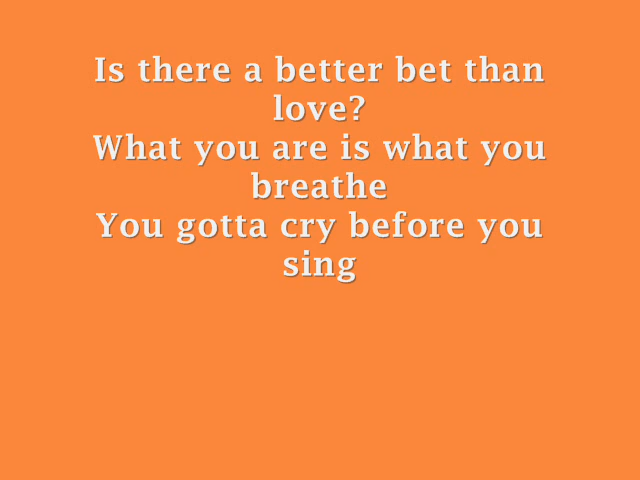 Is there a better bet than
love?
What you are is what you
breathe
You gotta cry before you
sing